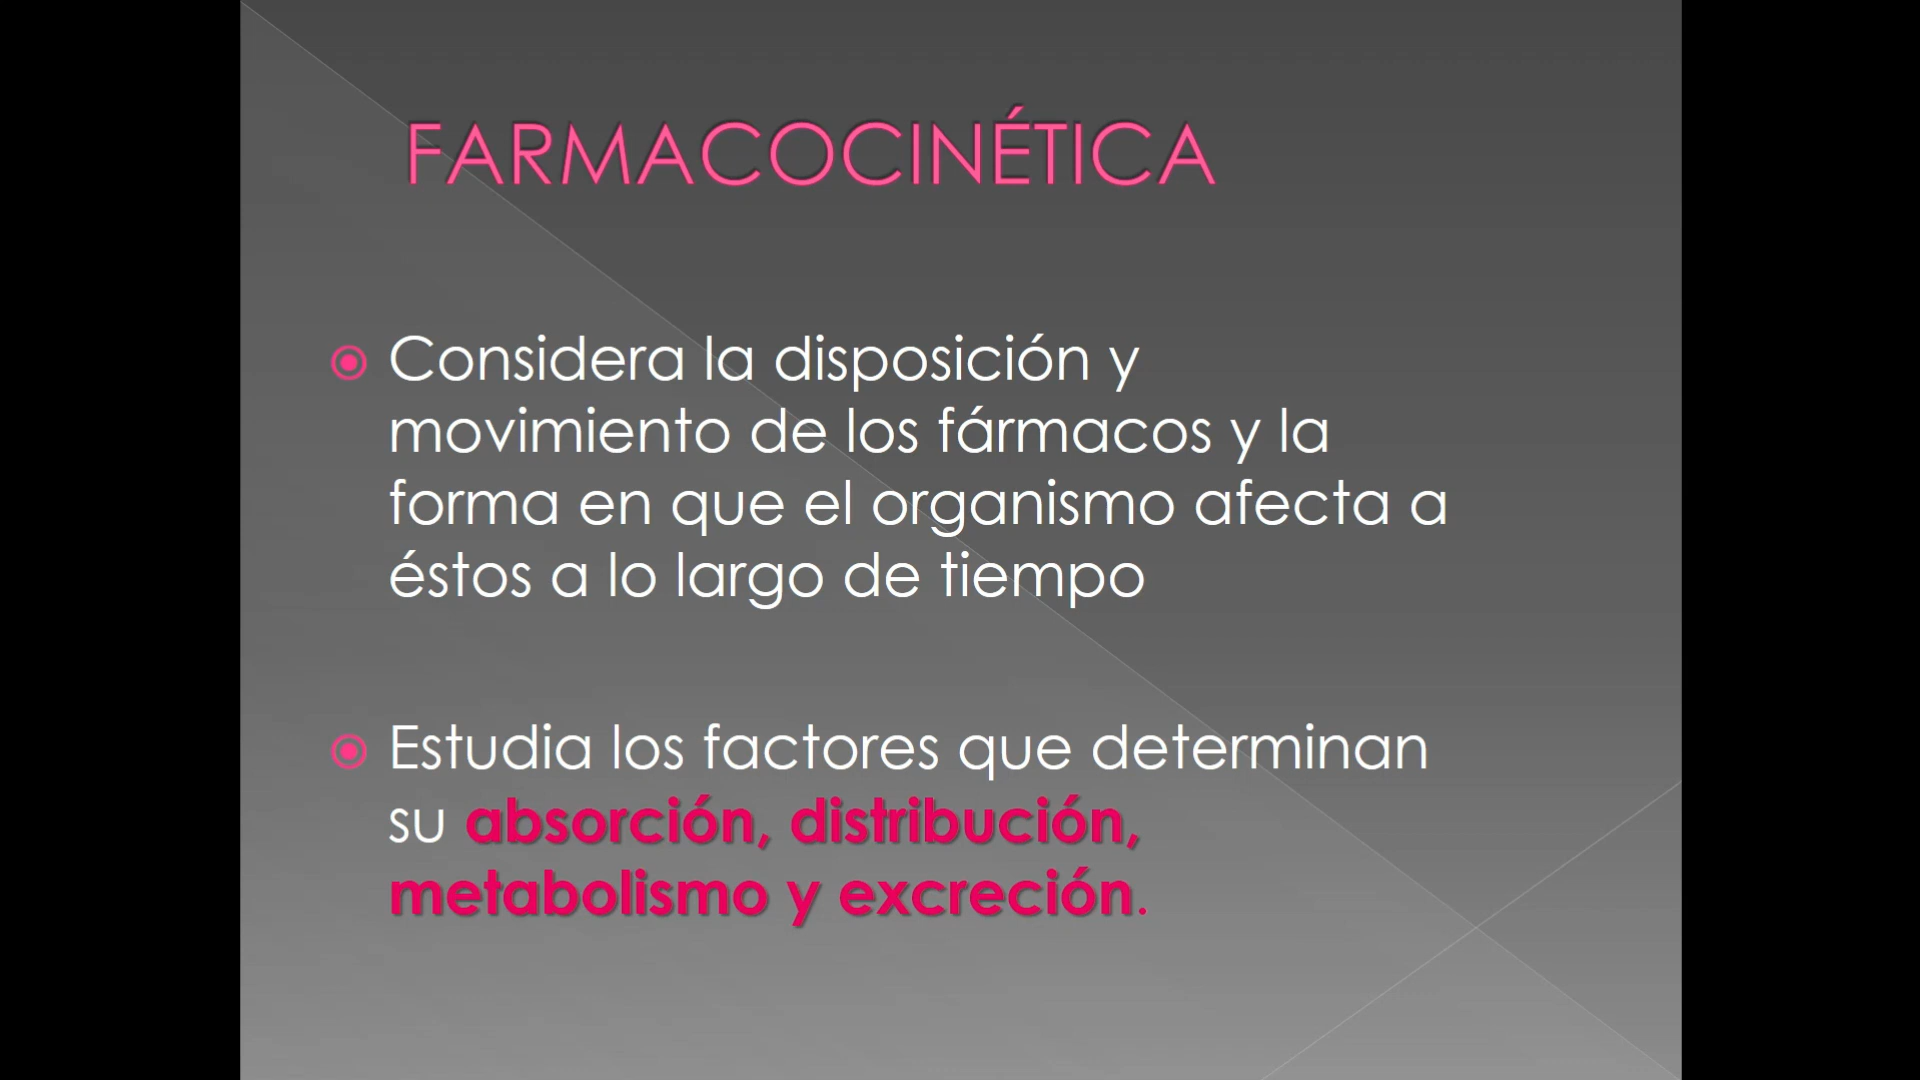 FARMACOCINÉTICA
Considera la disposición y
movimiento de los fármacos y la
forma en que el organismo afecta a
éstos a lo largo de tiempo
Estudia los factores que determinan
su absorción, distribución,
metabolismo y excreción.